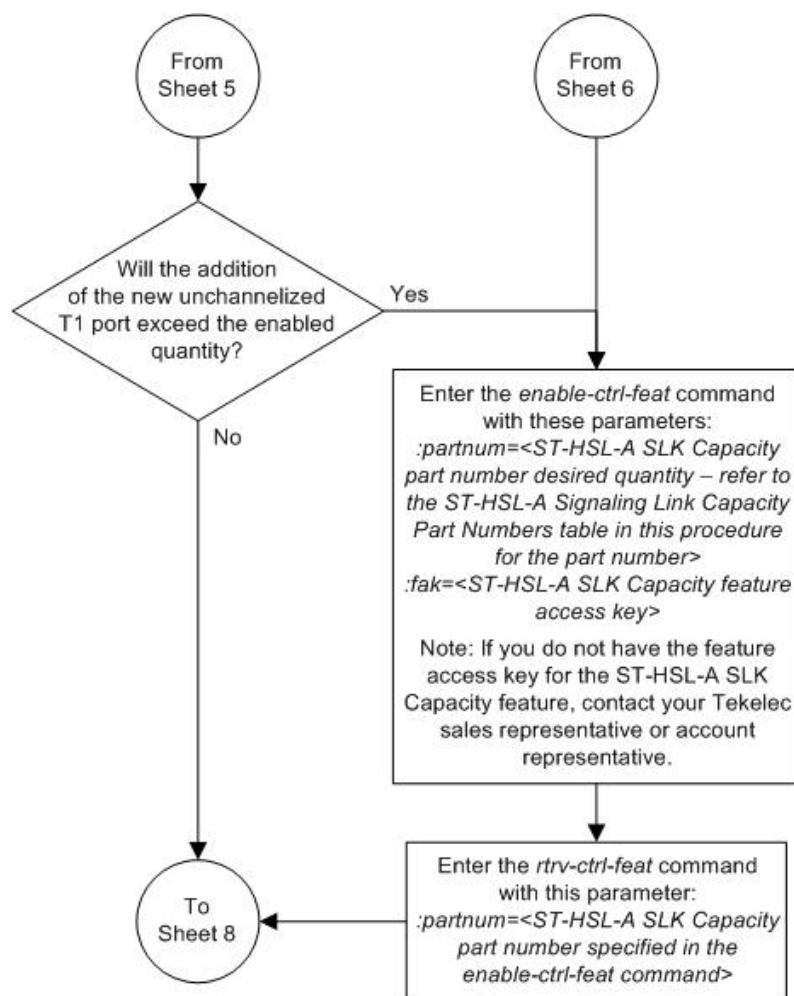 From
Sheet 5
From
Sheet 6
Will the addition
of the new unchannelized
T1 port exceed the enabled
quantity?
Yes
No
Enter the enable-ctrl-feat command
with these parameters:
:partnum=<ST-HSL-A SLK Capacity
part number desired quantity – refer to
the ST-HSL-A Signaling Link Capacity
Part Numbers table in this procedure
for the part number>
:fak=<ST-HSL-A SLK Capacity feature
access key>
Note: If you do not have the feature
access key for the ST-HSL-A SLK
Capacity feature, contact your Tekelec
sales representative or account
representative.
To
Sheet 8
Enter the rtrv-ctrl-feat command
with this parameter:
:partnum=<ST-HSL-A SLK Capacity
part number specified in the
enable-ctrl-feat command>